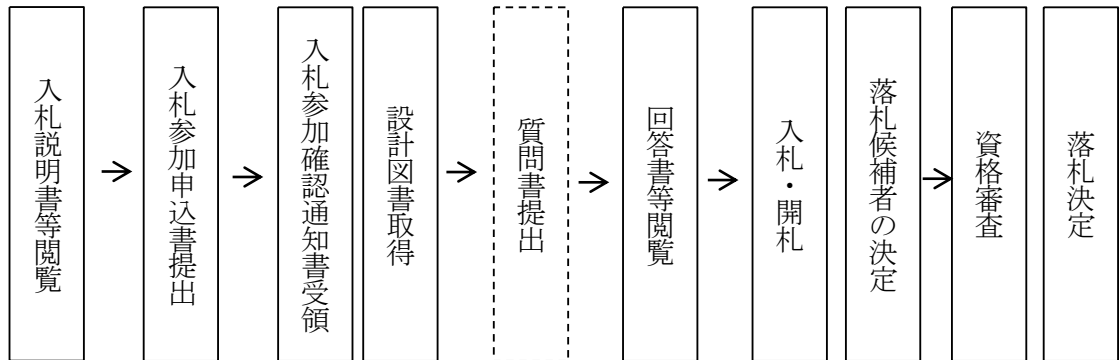 入札説明書等閲覧
入札参加申込書提出
入札参加確認通知書受領
設計図書取得
質問書提出
回答書等閲覧
入札・開札
落札候補者の決定
資格審査
落札決定